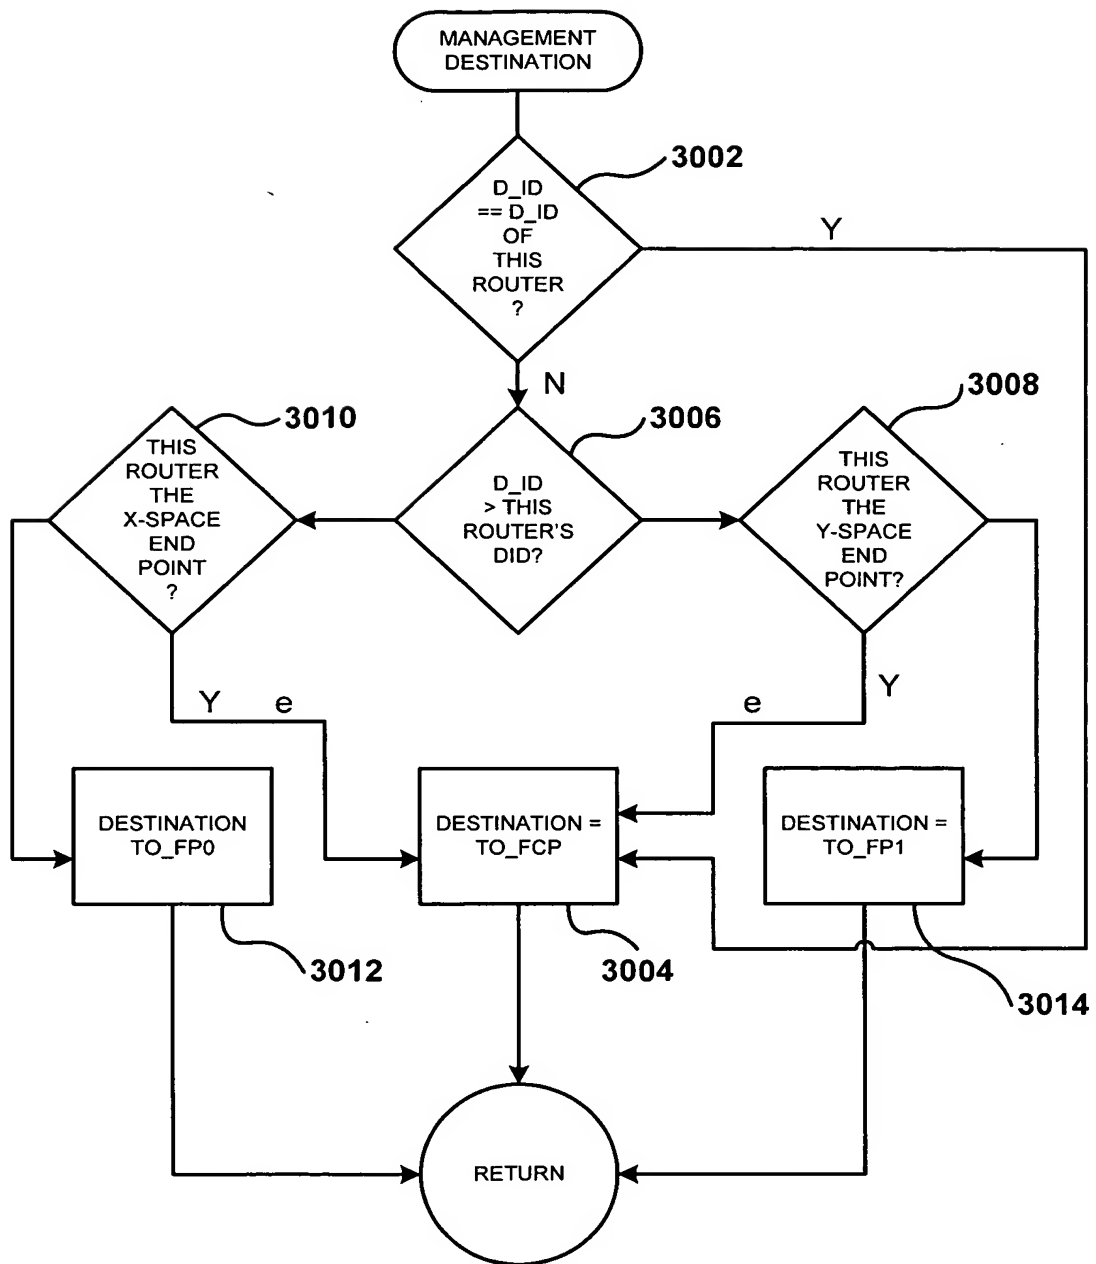 MANAGEMENT
DESTINATION
3002
D_ID
== D_ID
OF
THIS
ROUTER
?
Y
N
3010
THIS
ROUTER
THE
X-SPACE
END
POINT
?
3006
D_ID
> THIS
ROUTER'S
DID?
3008
THIS
ROUTER
THE
Y-SPACE
END
POINT?
Y
e
e
Y
DESTINATION
TO_FP0
DESTINATION =
TO_FCP
DESTINATION =
TO_FP1
3012
3004
3014
RETURN